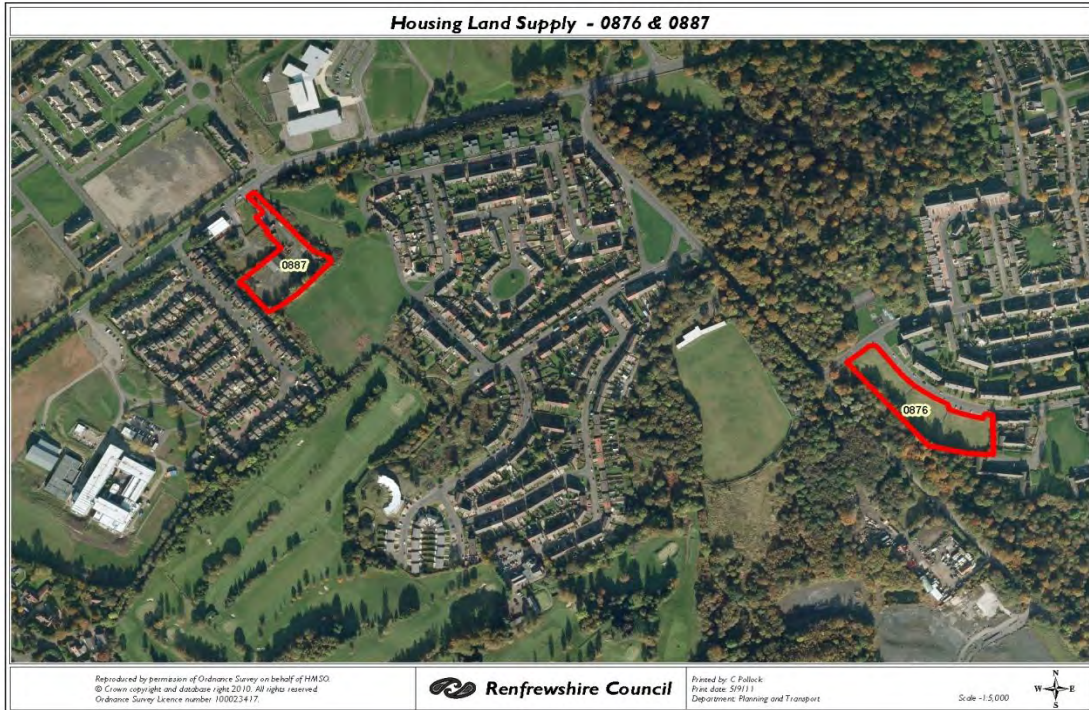 Housing Land Supply - 0876 & 0887
0887
0876
Reproduced by permission of Ordnance Survey on behalf of HMSO.
© Crown copyright and database right 2010. All rights reserved.
Ordnance Survey Licence number 100023417.
Renfrewshire Council
Printed by: C Pollock
Print date: 5/9/11
Department: Planning and Transport
Scale -1:5,000
N
W E
S